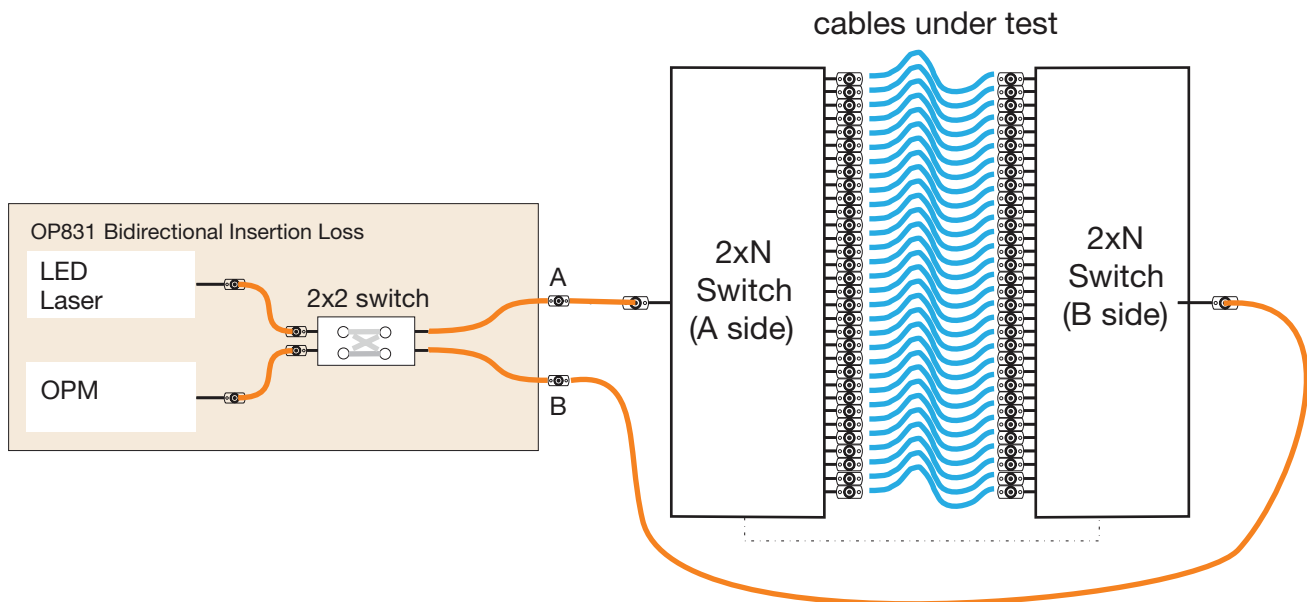 cables under test
OP831 Bidirectional Insertion Loss
LED
Laser
2x2 switch
OPM
A
B
2xN
Switch
(A side)
2xN
Switch
(B side)